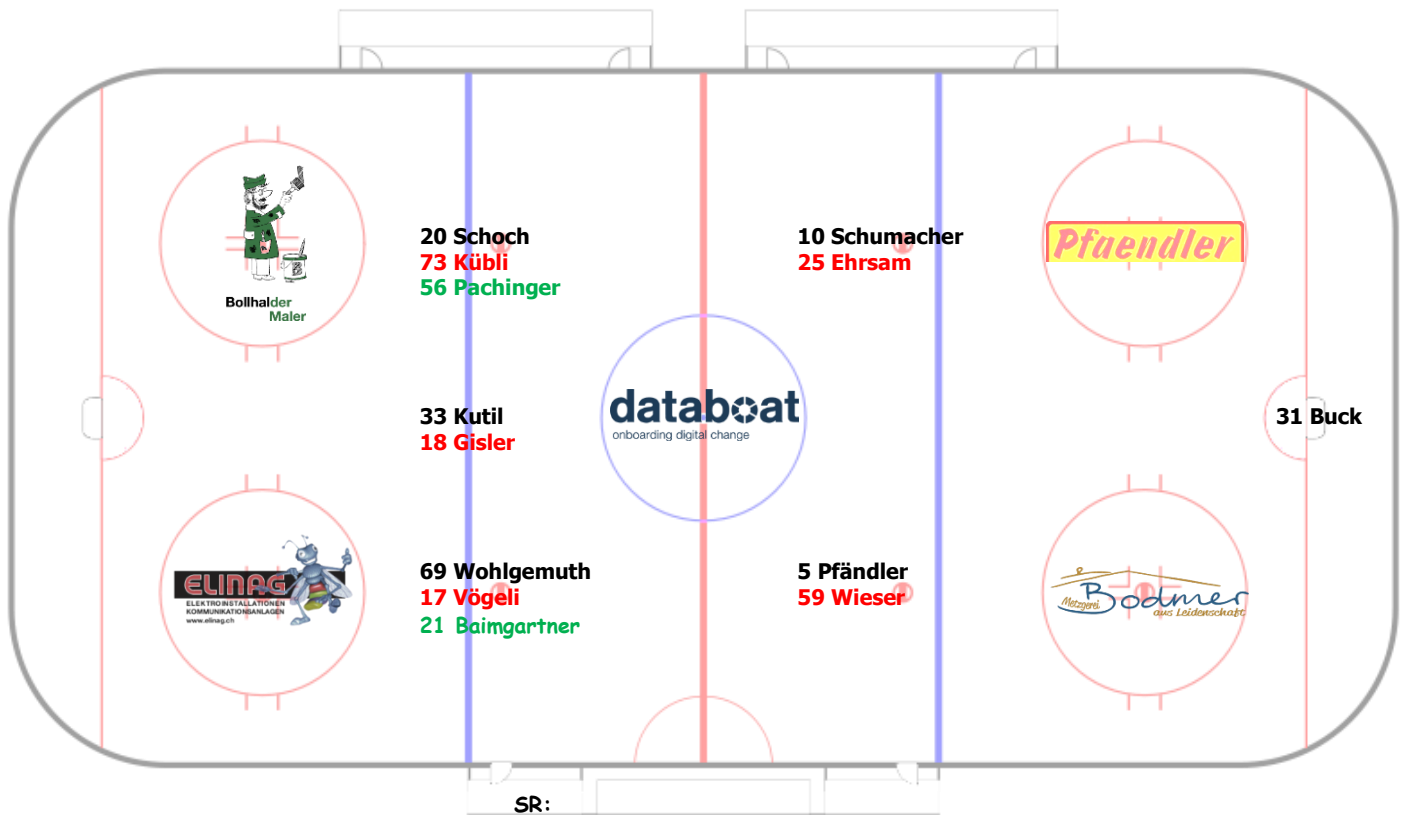 Bollhalder
Maler
20 Schoch
73 Kübli
56 Pachinger
10 Schumacher
25 Ehrsam
Pfaendler
33 Kutil
18 Gisler
databoat
onboarding digital change
31 Buck
ELINAG
ELEKTROINSTALLATIONEN
KOMMUNIKATIONSANLAGEN
www.elinag.ch
69 Wohlgemuth
17 Vögeli
21 Baimgartner
5 Pfändler
59 Wieser
Metzgerei Bodmer
aus Leidenschaft
SR: